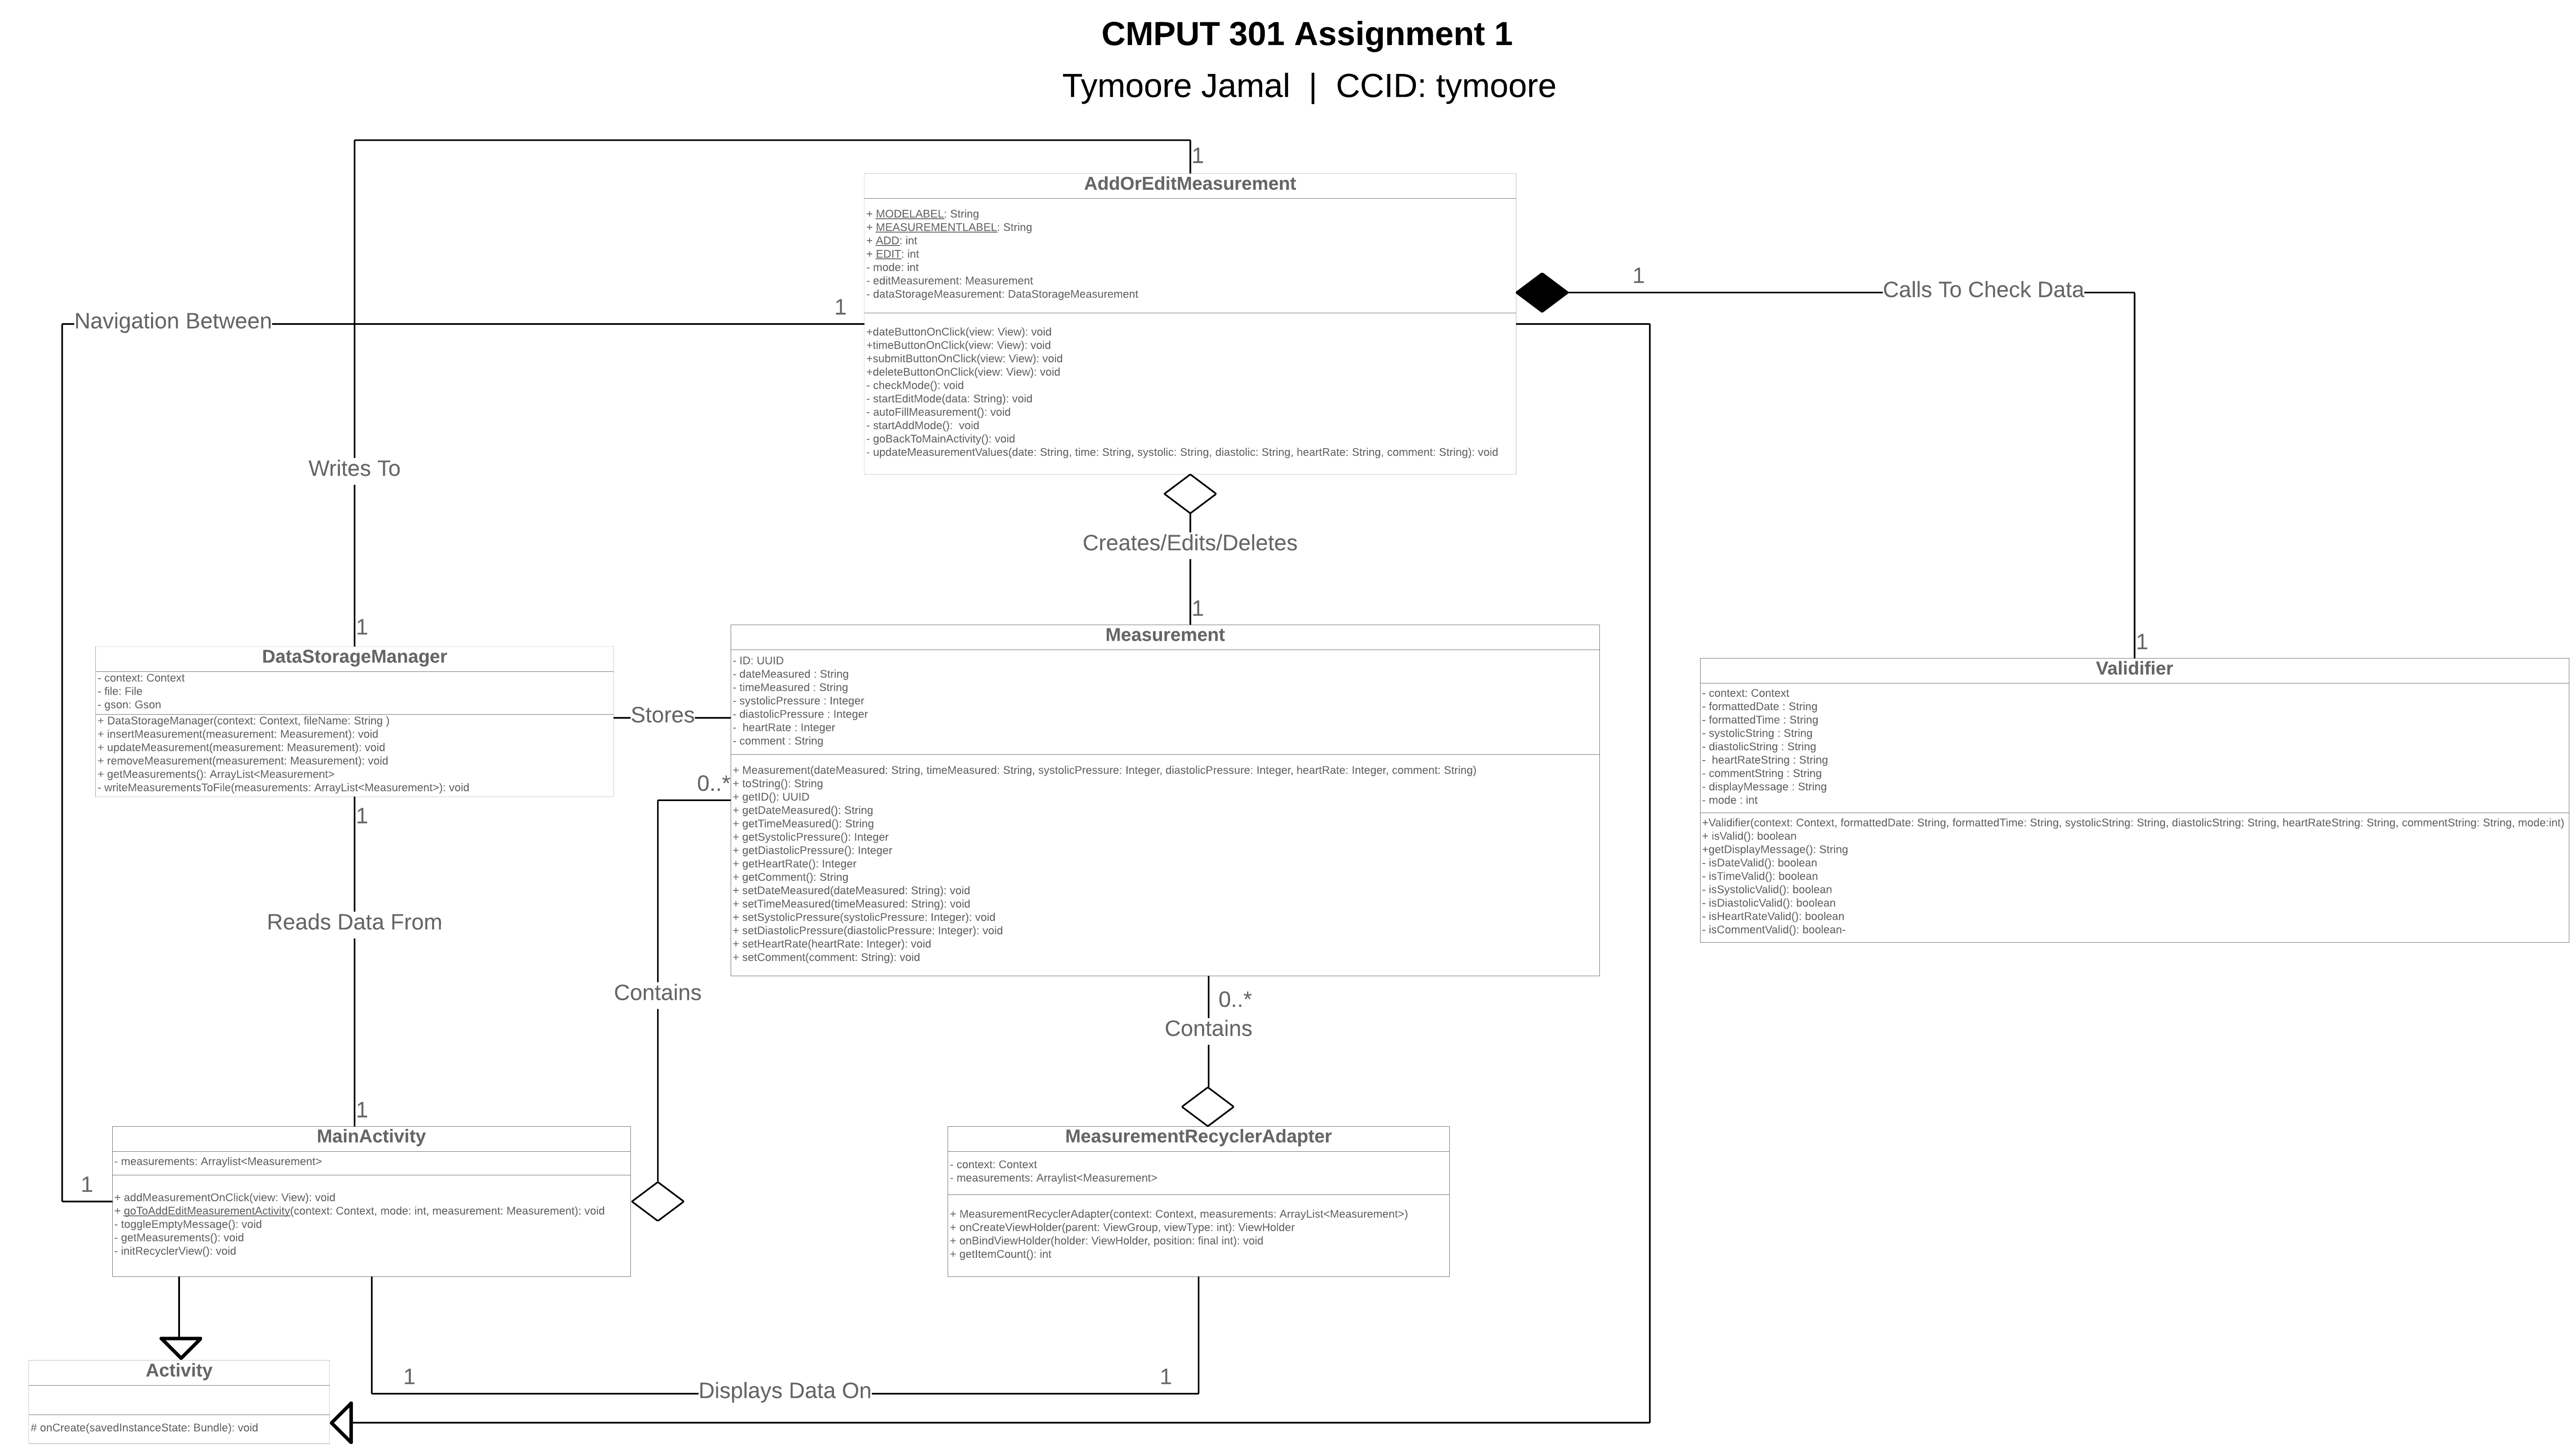 CMPUT 301 Assignment 1
Tymoore Jamal | CCID: tymoore
1
AddOrEditMeasurement
+ MODELABEL: String
+ MEASUREMENTLABEL: String
+ ADD: int
+ EDIT: int
- mode: int
- editMeasurement: Measurement
- dataStorageMeasurement: DataStorageMeasurement
+dateButtonOnClick(view: View): void
+timeButtonOnClick(view: View): void
+submitButtonOnClick(view: View): void
+deleteButtonOnClick(view: View): void
- checkMode(): void
- startEditMode(data: String): void
- autoFillMeasurement(): void
- startAddMode():  void
- goBackToMainActivity(): void
- updateMeasurementValues(date: String, time: String, systolic: String, diastolic: String, heartRate: String, comment: String): void
1
Calls To Check Data
1
Navigation Between
1
Writes To
1
Creates/Edits/Deletes
1
DataStorageManager
- context: Context
- file: File
- gson: Gson
+ DataStorageManager(context: Context, fileName: String )
+ insertMeasurement(measurement: Measurement): void
+ updateMeasurement(measurement: Measurement): void
+ removeMeasurement(measurement: Measurement): void
+ getMeasurements(): ArrayList<Measurement>
- writeMeasurementsToFile(measurements: ArrayList<Measurement>): void
Stores
Measurement
- ID: UUID
- dateMeasured : String
- timeMeasured : String
- systolicPressure : Integer
- diastolicPressure : Integer
-  heartRate : Integer
- comment : String
+ Measurement(dateMeasured: String, timeMeasured: String, systolicPressure: Integer, diastolicPressure: Integer, heartRate: Integer, comment: String)
+ toString(): String
+ getID(): UUID
+ getDateMeasured(): String
+ getTimeMeasured(): String
+ getSystolicPressure(): Integer
+ getDiastolicPressure(): Integer
+ getHeartRate(): Integer
+ getComment(): String
+ setDateMeasured(dateMeasured: String): void
+ setTimeMeasured(timeMeasured: String): void
+ setSystolicPressure(systolicPressure: Integer): void
+ setDiastolicPressure(diastolicPressure: Integer): void
+ setHeartRate(heartRate: Integer): void
+ setComment(comment: String): void
Validifier
- context: Context
- formattedDate : String
- formattedTime : String
- systolicString : String
- diastolicString : String
-  heartRateString : String
- commentString : String
- displayMessage : String
- mode : int
+Validifier(context: Context, formattedDate: String, formattedTime: String, systolicString: String, diastolicString: String, heartRateString: String, commentString: String, mode:int)
+ isValid(): boolean
+getDisplayMessage(): String
- isDateValid(): boolean
- isTimeValid(): boolean
- isSystolicValid(): boolean
- isDiastolicValid(): boolean
- isHeartRateValid(): boolean
- isCommentValid(): boolean-
0..*
1
Reads Data From
1
Contains
0..*
Contains
MainActivity
- measurements: Arraylist<Measurement>
+ addMeasurementOnClick(view: View): void
+ goToAddEditMeasurementActivity(context: Context, mode: int, measurement: Measurement): void
- toggleEmptyMessage(): void
- getMeasurements(): void
- initRecyclerView(): void
1
MeasurementRecyclerAdapter
- context: Context
- measurements: Arraylist<Measurement>
+ MeasurementRecyclerAdapter(context: Context, measurements: ArrayList<Measurement>)
+ onCreateViewHolder(parent: ViewGroup, viewType: int): ViewHolder
+ onBindViewHolder(holder: ViewHolder, position: final int): void
+ getItemCount(): int
Activity
# onCreate(savedInstanceState: Bundle): void
1
Displays Data On
1